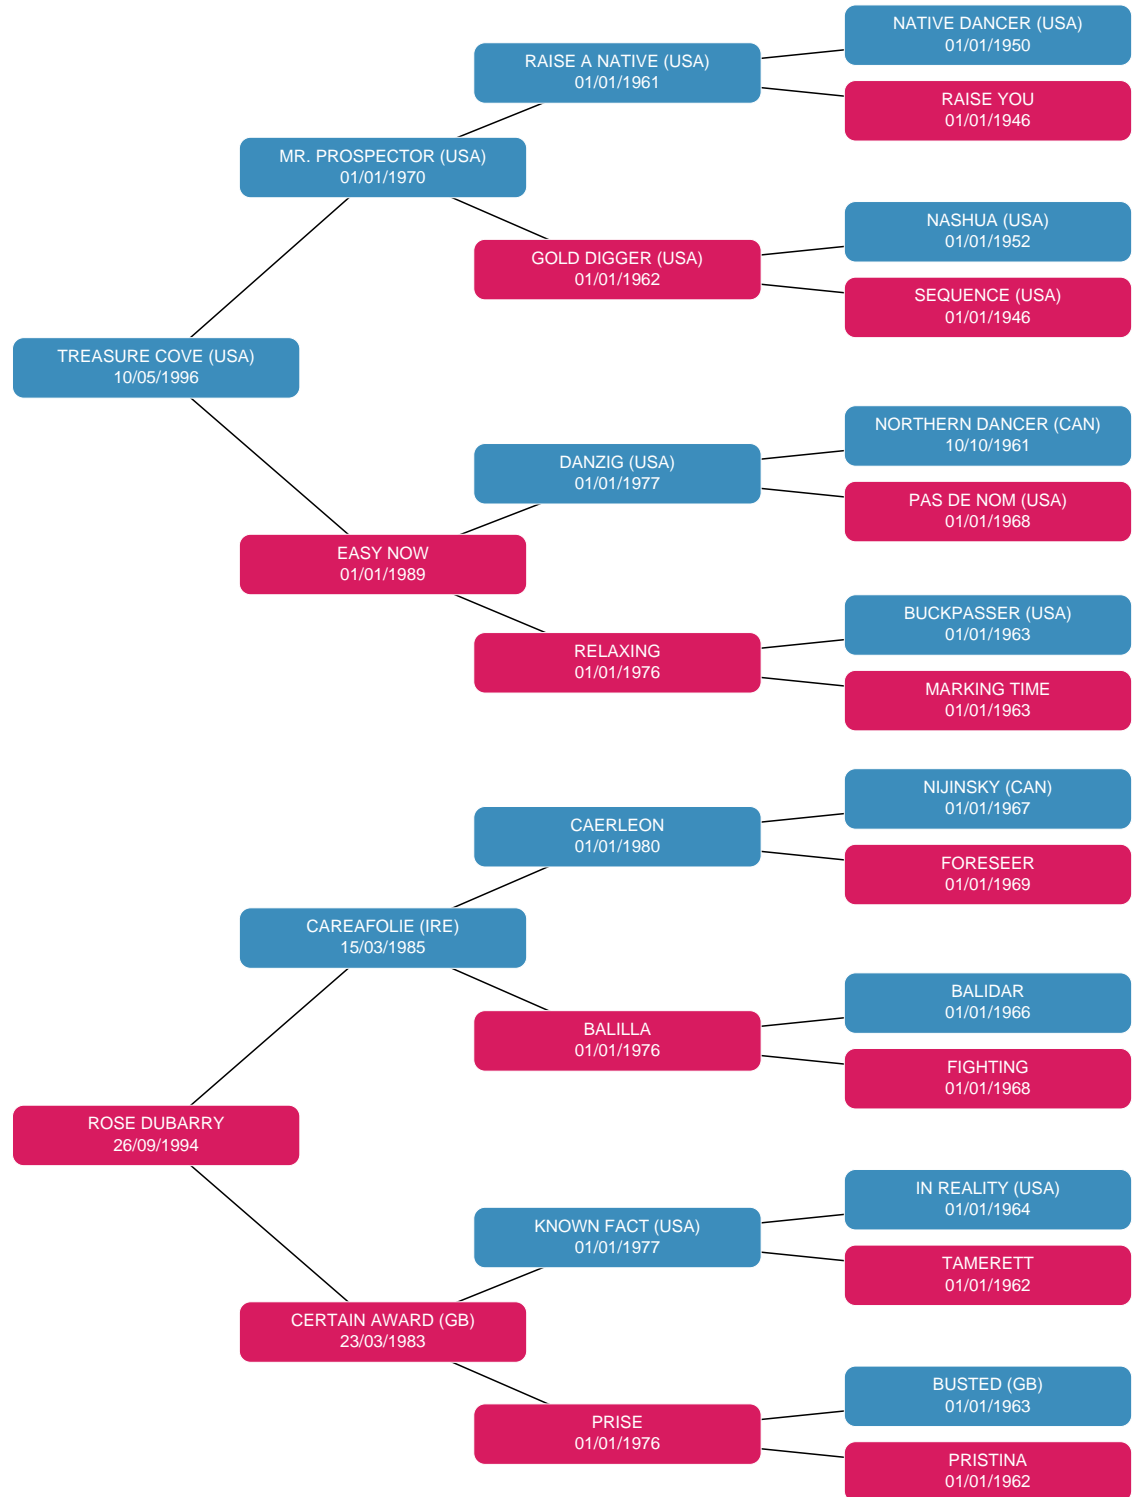 NATIVE DANCER (USA)
01/01/1950
RAISE A NATIVE (USA)
01/01/1961
RAISE YOU
01/01/1946
MR. PROSPECTOR (USA)
01/01/1970
NASHUA (USA)
01/01/1952
GOLD DIGGER (USA)
01/01/1962
SEQUENCE (USA)
01/01/1946
TREASURE COVE (USA)
10/05/1996
NORTHERN DANCER (CAN)
10/10/1961
DANZIG (USA)
01/01/1977
PAS DE NOM (USA)
01/01/1968
EASY NOW
01/01/1989
BUCKPASSER (USA)
01/01/1963
RELAXING
01/01/1976
MARKING TIME
01/01/1963
NIJINSKY (CAN)
01/01/1967
CAERLEON
01/01/1980
FORESEER
01/01/1969
CAREAFOLIE (IRE)
15/03/1985
BALIDAR
01/01/1966
BALILLA
01/01/1976
FIGHTING
01/01/1968
ROSE DUBARRY
26/09/1994
IN REALITY (USA)
01/01/1964
KNOWN FACT (USA)
01/01/1977
TAMERETT
01/01/1962
CERTAIN AWARD (GB)
23/03/1983
BUSTED (GB)
01/01/1963
PRISE
01/01/1976
PRISTINA
01/01/1962